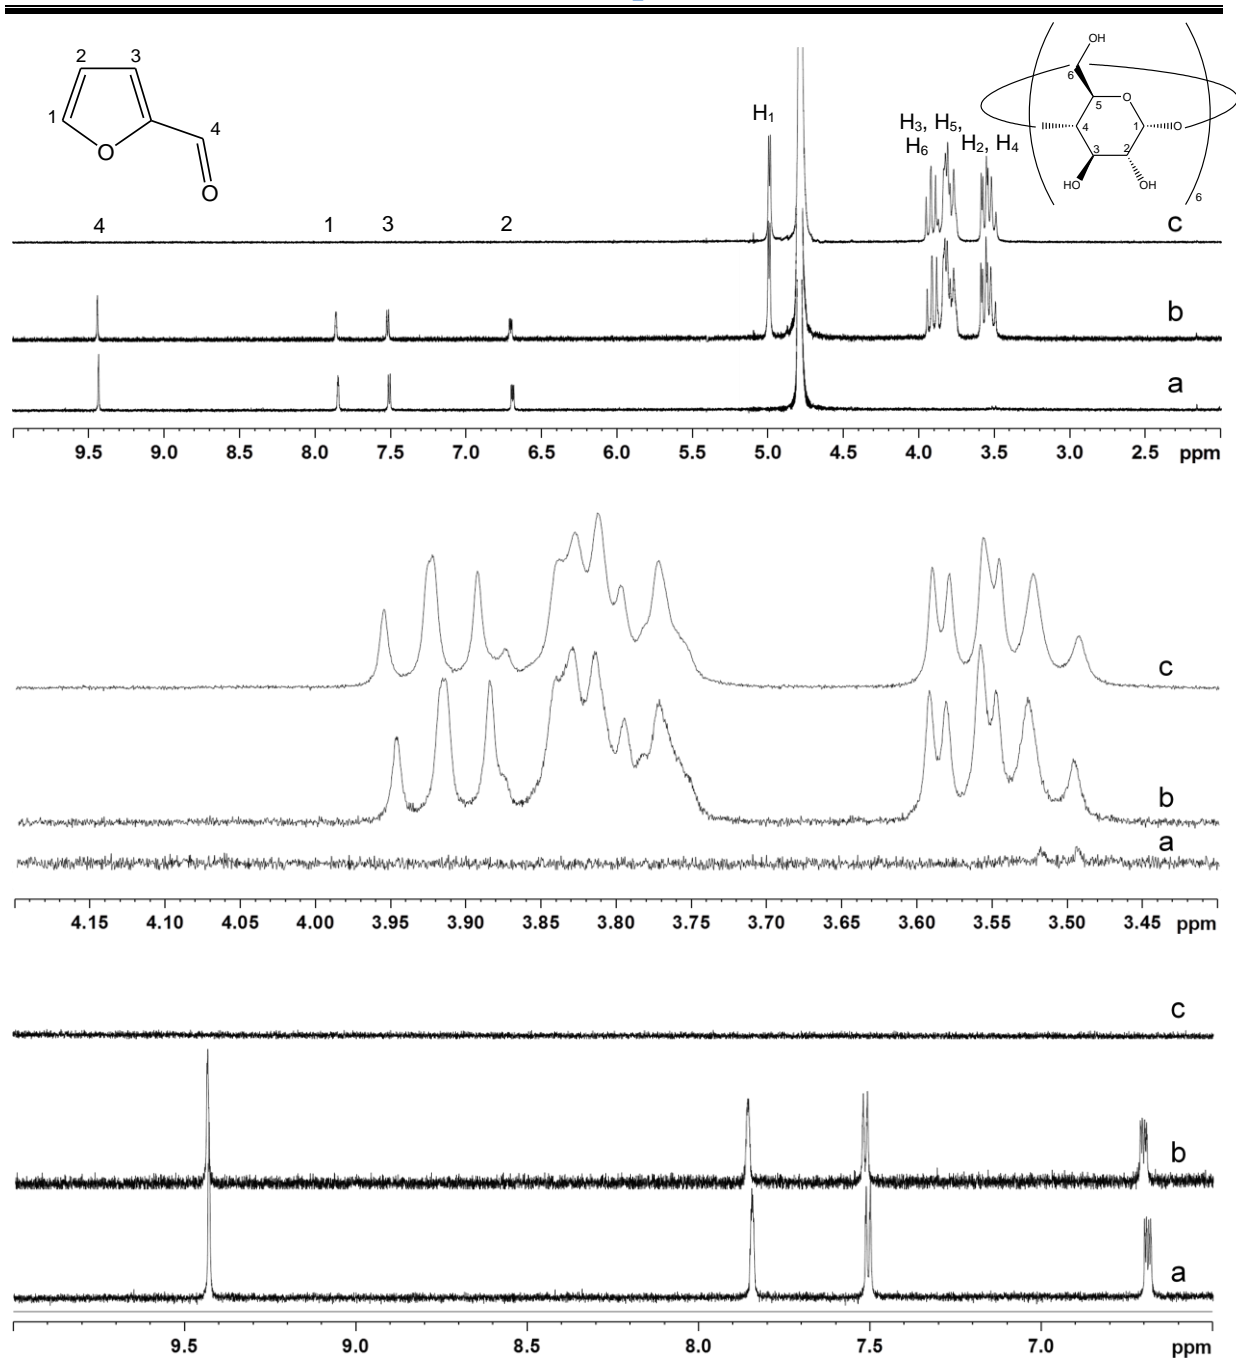 2 3
1
4
O
O
OH
6
5
O
4
1
O
3
2
HO
OH
6
H₁
H₃, H₅,
H₆
H₂, H₄
4 1 3 2
c
b
a
9.5 9.0 8.5 8.0 7.5 7.0 6.5 6.0 5.5 5.0 4.5 4.0 3.5 3.0 2.5 ppm
c
b
a
4.15 4.10 4.05 4.00 3.95 3.90 3.85 3.80 3.75 3.70 3.65 3.60 3.55 3.50 3.45 ppm
c
b
a
9.5 9.0 8.5 8.0 7.5 7.0 ppm